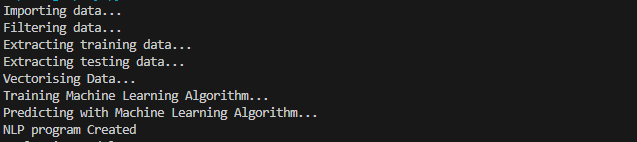 Importing data...
Filtering data...
Extracting training data...
Extracting testing data...
Vectorising Data...
Training Machine Learning Algorithm...
Predicting with Machine Learning Algorithm...
NLP program Created